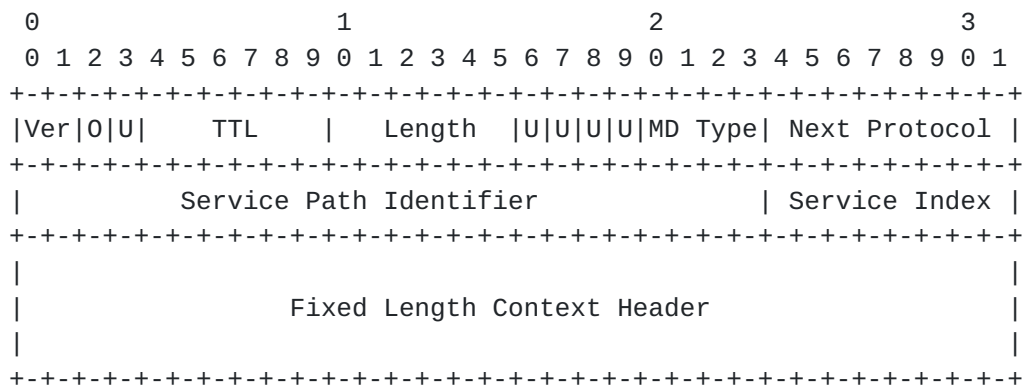 0                   1                   2                   3
 0 1 2 3 4 5 6 7 8 9 0 1 2 3 4 5 6 7 8 9 0 1 2 3 4 5 6 7 8 9 0 1
+-+-+-+-+-+-+-+-+-+-+-+-+-+-+-+-+-+-+-+-+-+-+-+-+-+-+-+-+-+-+-+-+
|Ver|O|U|    TTL    |   Length  |U|U|U|U|MD Type| Next Protocol |
+-+-+-+-+-+-+-+-+-+-+-+-+-+-+-+-+-+-+-+-+-+-+-+-+-+-+-+-+-+-+-+-+
|          Service Path Identifier              | Service Index |
+-+-+-+-+-+-+-+-+-+-+-+-+-+-+-+-+-+-+-+-+-+-+-+-+-+-+-+-+-+-+-+-+
|                                                               |
|                 Fixed Length Context Header                   |
|                                                               |
+-+-+-+-+-+-+-+-+-+-+-+-+-+-+-+-+-+-+-+-+-+-+-+-+-+-+-+-+-+-+-+-+